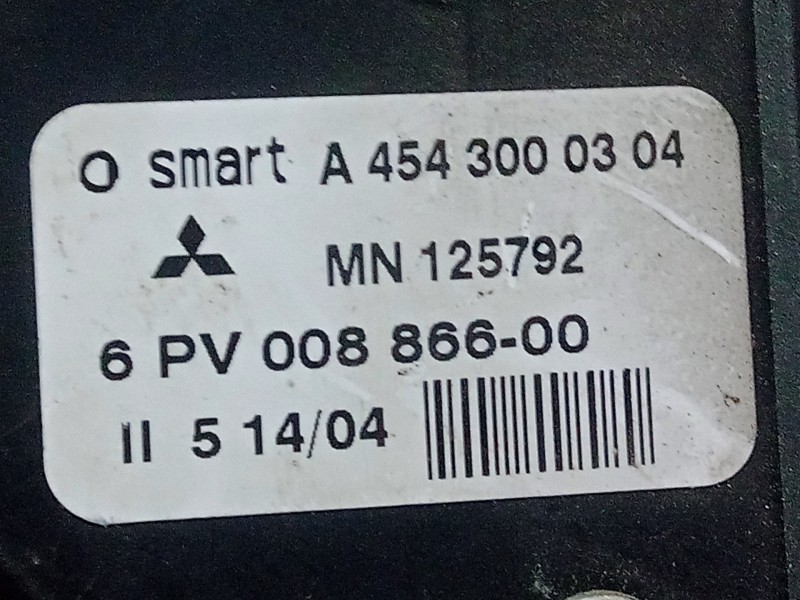 O smart A 454 300 03 04
MN 125792
6 PV 008 866-00
II 5 14/04